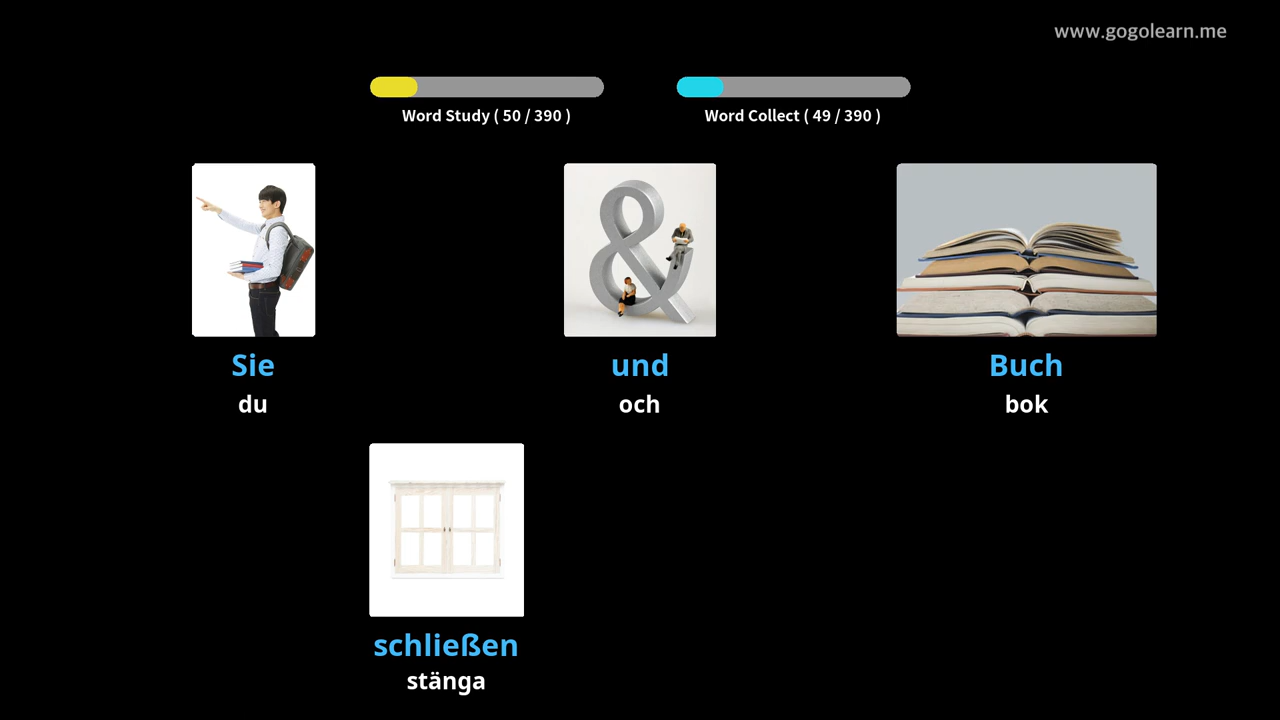 www.gogolearn.me
Word Study ( 50 / 390 )
Word Collect ( 49 / 390 )
Sie
du
und
och
Buch
bok
schließen
stänga